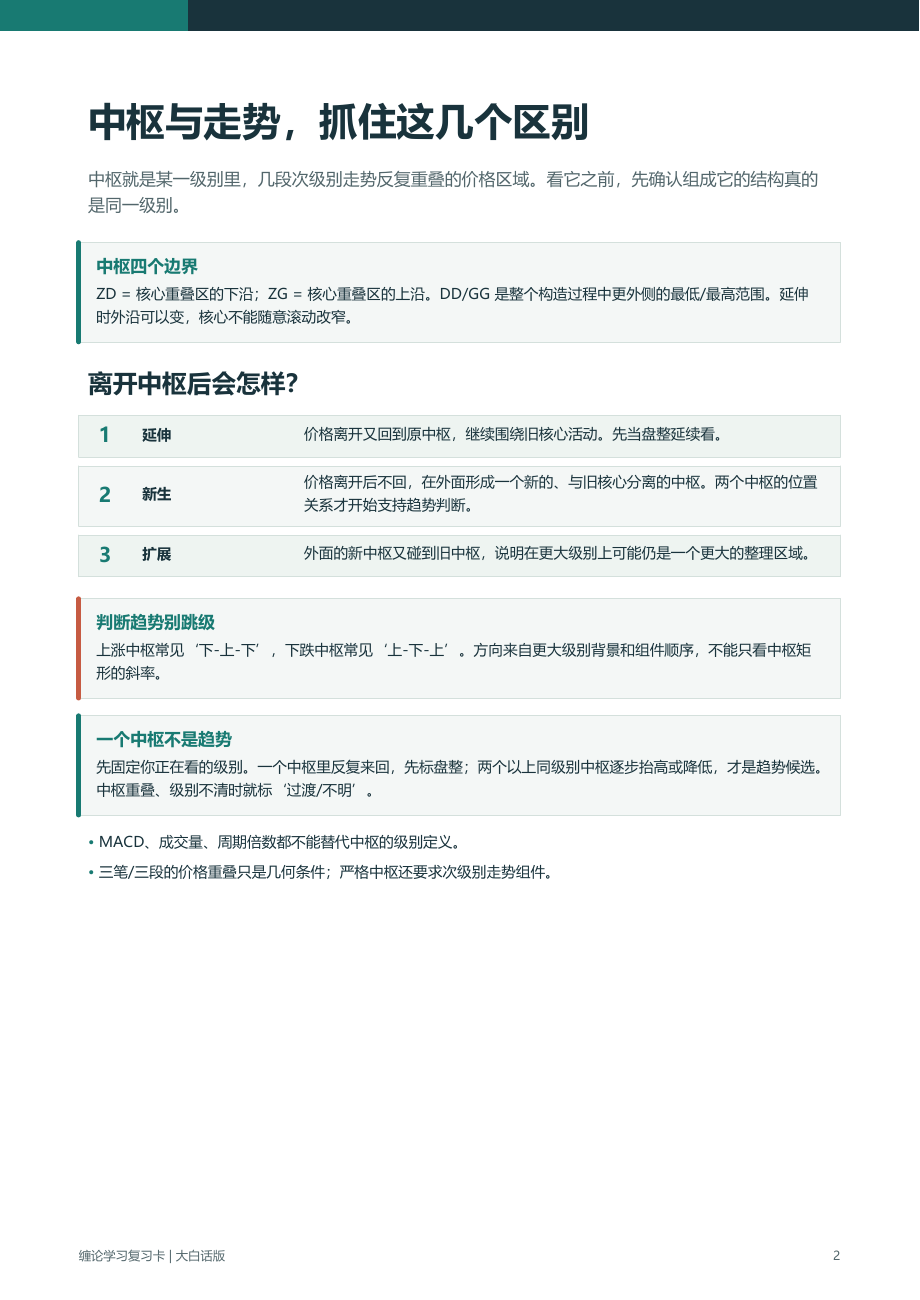 中枢与走势，抓住这几个区别
中枢就是某一级别里，几段次级别走势反复重叠的价格区域。看它之前，先确认组成它的结构真的
是同一级别。
中枢四个边界
ZD = 核心重叠区的下沿；ZG = 核心重叠区的上沿。DD/GG 是整个构造过程中更外侧的最低/最高范围。延伸
时外沿可以变，核心不能随意滚动改窄。
离开中枢后会怎样？
1 延伸 价格离开又回到原中枢，继续围绕旧核心活动。先当盘整延续看。
2 新生 价格离开后不回，在外面形成一个新的、与旧核心分离的中枢。两个中枢的位置
关系才开始支持趋势判断。
3 扩展 外面的新中枢又碰到旧中枢，说明在更大级别上可能仍是一个更大的整理区域。
判断趋势别跳级
上涨中枢常见‘下-上-下’，下跌中枢常见‘上-下-上’。方向来自更大级别背景和组件顺序，不能只看中枢矩
形的斜率。
一个中枢不是趋势
先固定你正在看的级别。一个中枢里反复来回，先标盘整；两个以上同级别中枢逐步抬高或降低，才是趋势候选。
中枢重叠、级别不清时就标‘过渡/不明’。
• MACD、成交量、周期倍数都不能替代中枢的级别定义。
• 三笔/三段的价格重叠只是几何条件；严格中枢还要求次级别走势组件。
缠论学习复习卡 | 大白话版 2